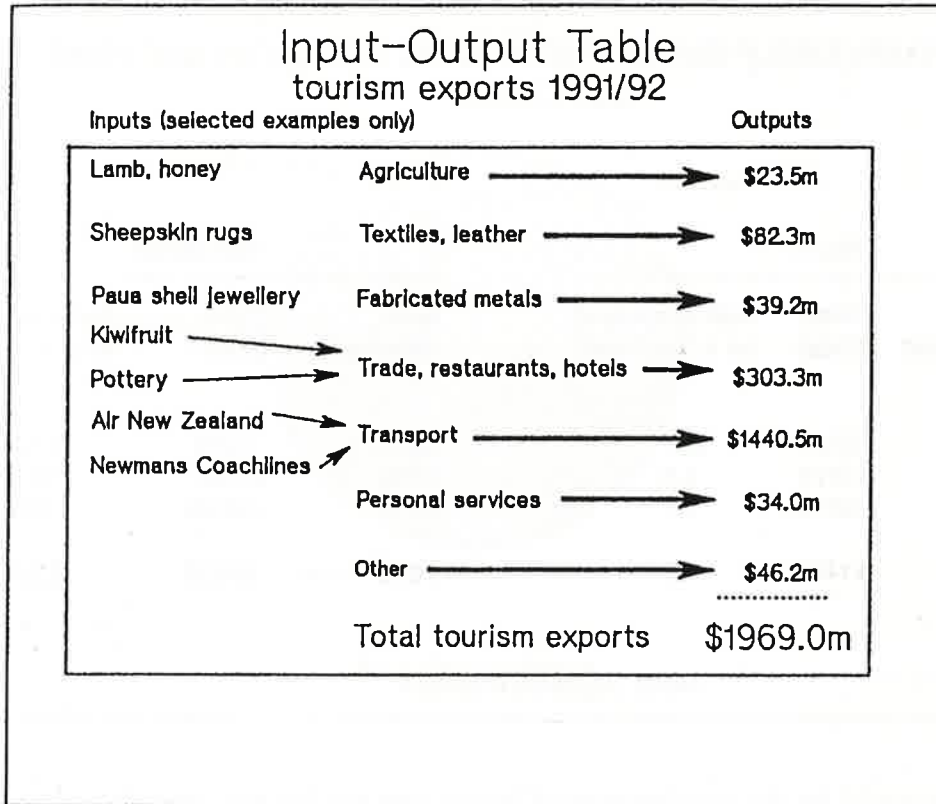 Input-Output Table
tourism exports 1991/92
Inputs (selected examples only) Outputs
Lamb, honey Agriculture $23.5m
Sheepskin rugs Textiles, leather $82.3m
Paua shell jewellery Fabricated metals $39.2m
Kiwifruit
Trade, restaurants, hotels $303.3m
Pottery
Air New Zealand
Transport $1440.5m
Newmans Coachlines
Personal services $34.0m
Other $46.2m
Total tourism exports $1969.0m